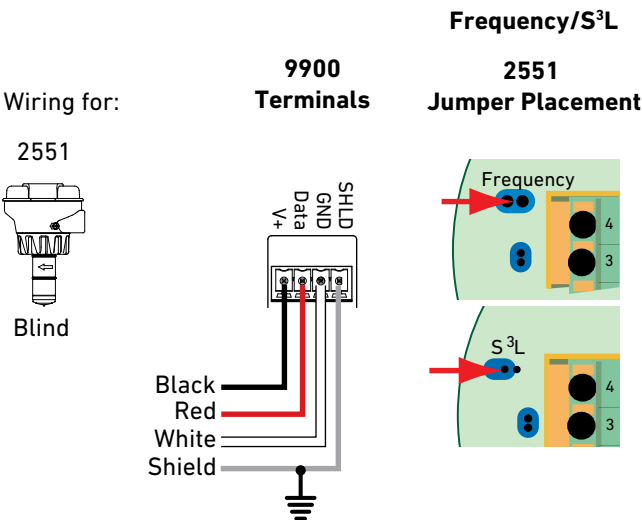 Frequency/S³L
9900
Terminals
2551
Jumper Placement
Wiring for:
2551
Blind
V+
Data
GND
SHLD
Black
Red
White
Shield
Frequency
4
3
S³L
4
3